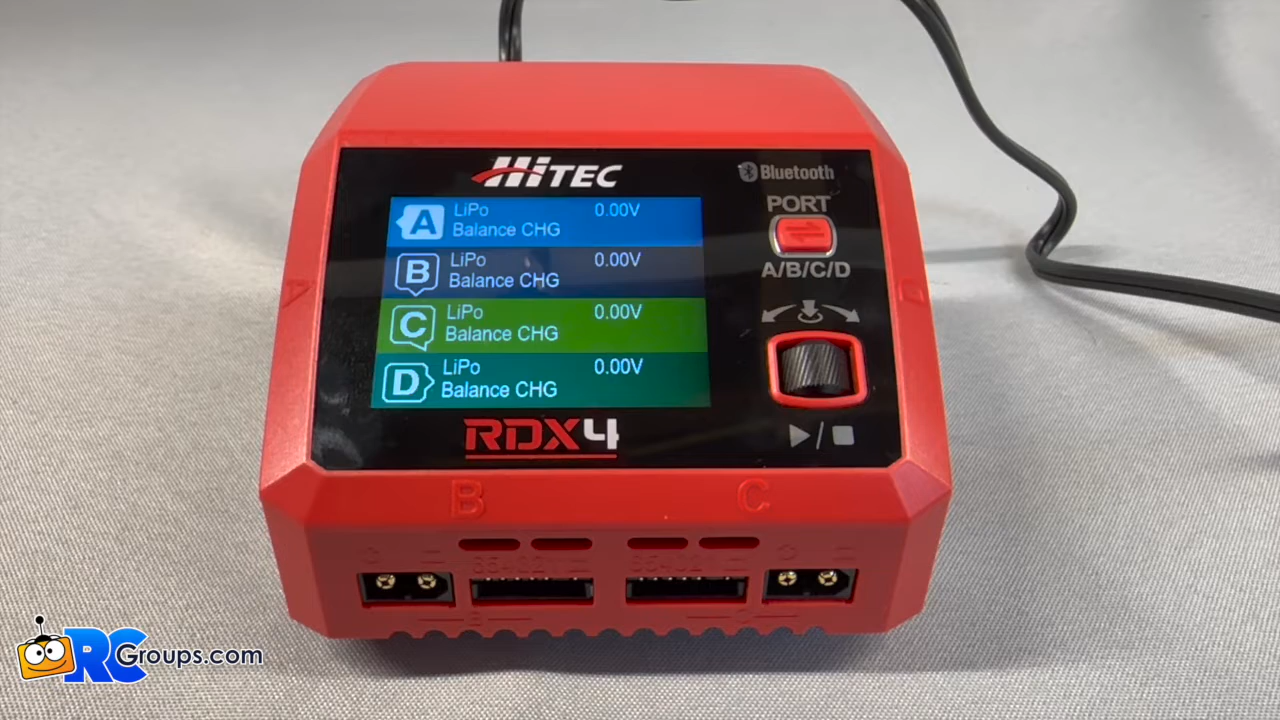 HiTEC
Bluetooth
A LiPo 0.00V
Balance CHG
PORT
A/B/C/D
B LiPo 0.00V
Balance CHG
C LiPo 0.00V
Balance CHG
D LiPo 0.00V
Balance CHG
RDX4
B C
RCGroups.com